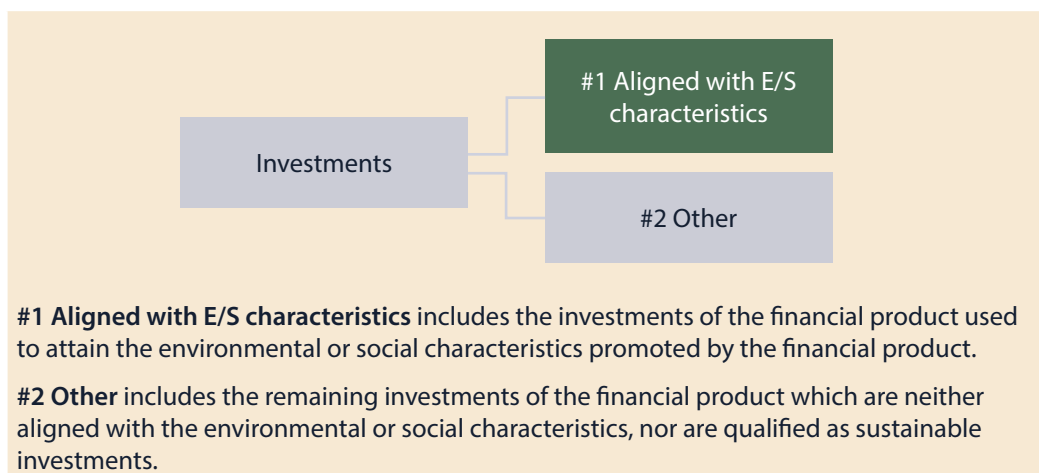 #1 Aligned with E/S
characteristics
Investments
#2 Other
#1 Aligned with E/S characteristics includes the investments of the financial product used
to attain the environmental or social characteristics promoted by the financial product.
#2 Other includes the remaining investments of the financial product which are neither
aligned with the environmental or social characteristics, nor are qualified as sustainable
investments.